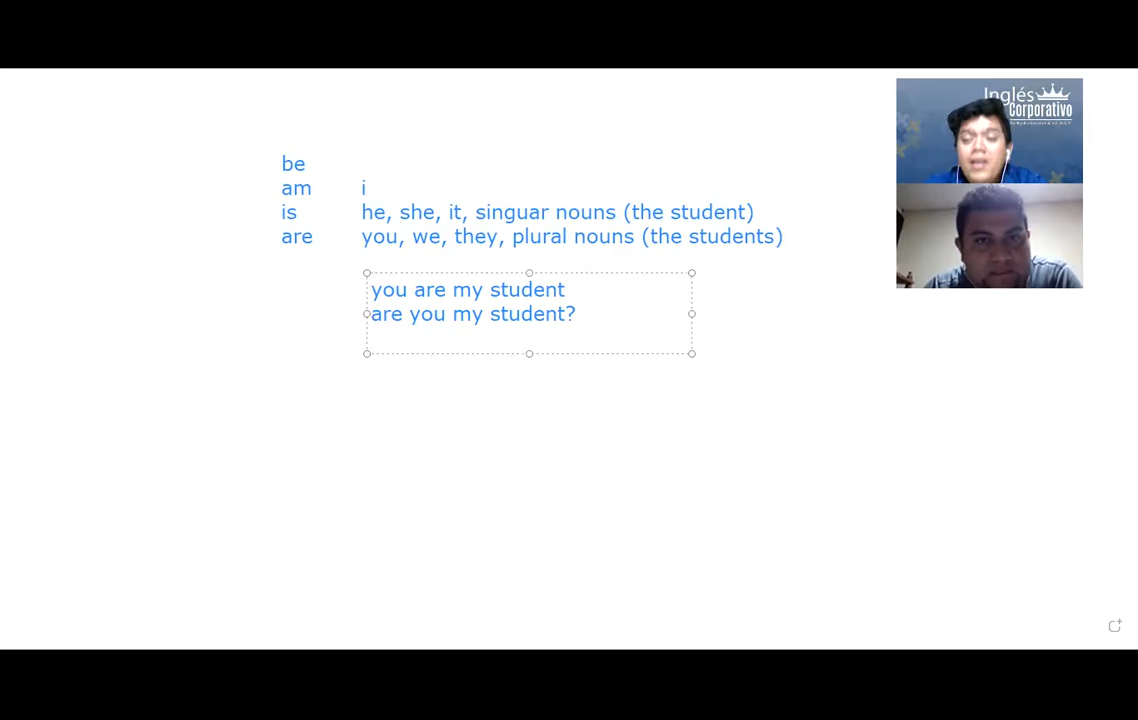 Inglés
Corporativo
be
am i
is he, she, it, singuar nouns (the student)
are you, we, they, plural nouns (the students)
you are my student
are you my student?